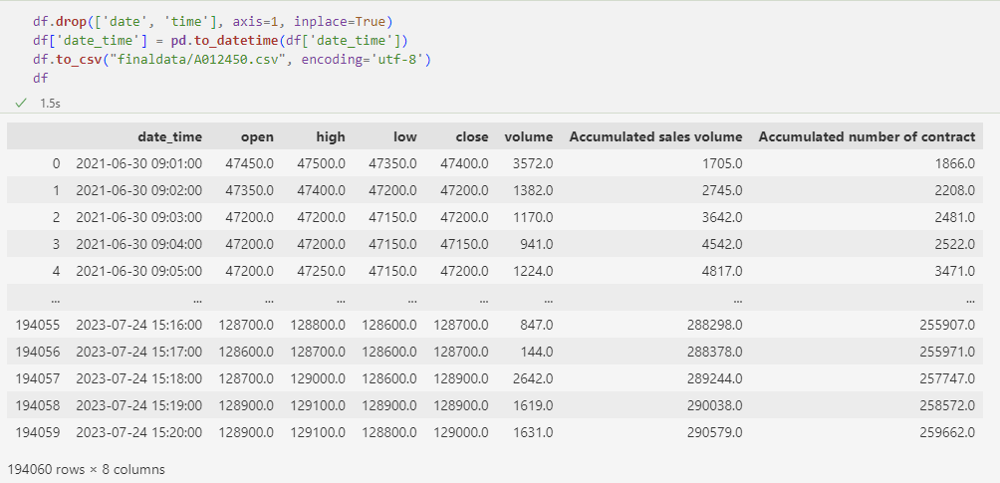 df.drop(['date', 'time'], axis=1, inplace=True)
df['date_time'] = pd.to_datetime(df['date_time'])
df.to_csv("finaldata/A012450.csv", encoding='utf-8')
df
✓ 1.5s
date_time open high low close volume Accumulated sales volume Accumulated number of contract
0 2021-06-30 09:01:00 47450.0 47500.0 47350.0 47400.0 3572.0 1705.0 1866.0
1 2021-06-30 09:02:00 47350.0 47400.0 47200.0 47200.0 1382.0 2745.0 2208.0
2 2021-06-30 09:03:00 47200.0 47200.0 47150.0 47200.0 1170.0 3642.0 2481.0
3 2021-06-30 09:04:00 47200.0 47200.0 47150.0 47150.0 941.0 4542.0 2522.0
4 2021-06-30 09:05:00 47200.0 47250.0 47150.0 47200.0 1224.0 4817.0 3471.0
... ... ... ... ... ... ... ... ...
194055 2023-07-24 15:16:00 128700.0 128800.0 128600.0 128700.0 847.0 288298.0 255907.0
194056 2023-07-24 15:17:00 128600.0 128700.0 128600.0 128700.0 144.0 288378.0 255971.0
194057 2023-07-24 15:18:00 128700.0 129000.0 128600.0 128900.0 2642.0 289244.0 257747.0
194058 2023-07-24 15:19:00 128900.0 129100.0 128900.0 128900.0 1619.0 290038.0 258572.0
194059 2023-07-24 15:20:00 128900.0 129100.0 128800.0 129000.0 1631.0 290579.0 259662.0
194060 rows × 8 columns